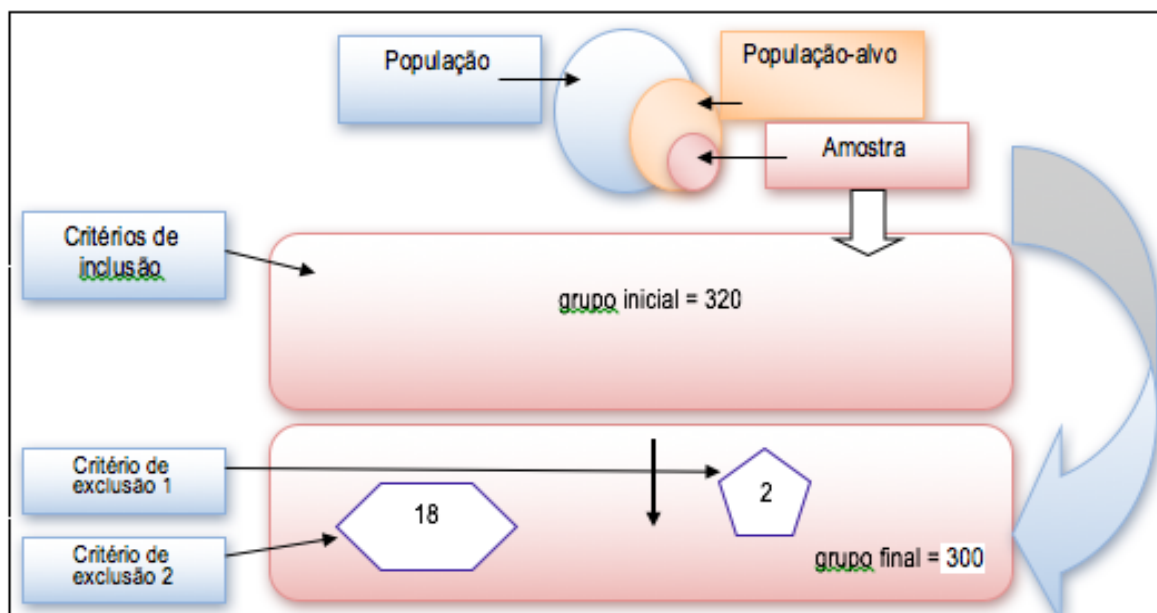 População
População-alvo
Amostra
Critérios de
inclusão
grupo inicial = 320
Critério de
exclusão 1
2
18
Critério de
exclusão 2
grupo final = 300